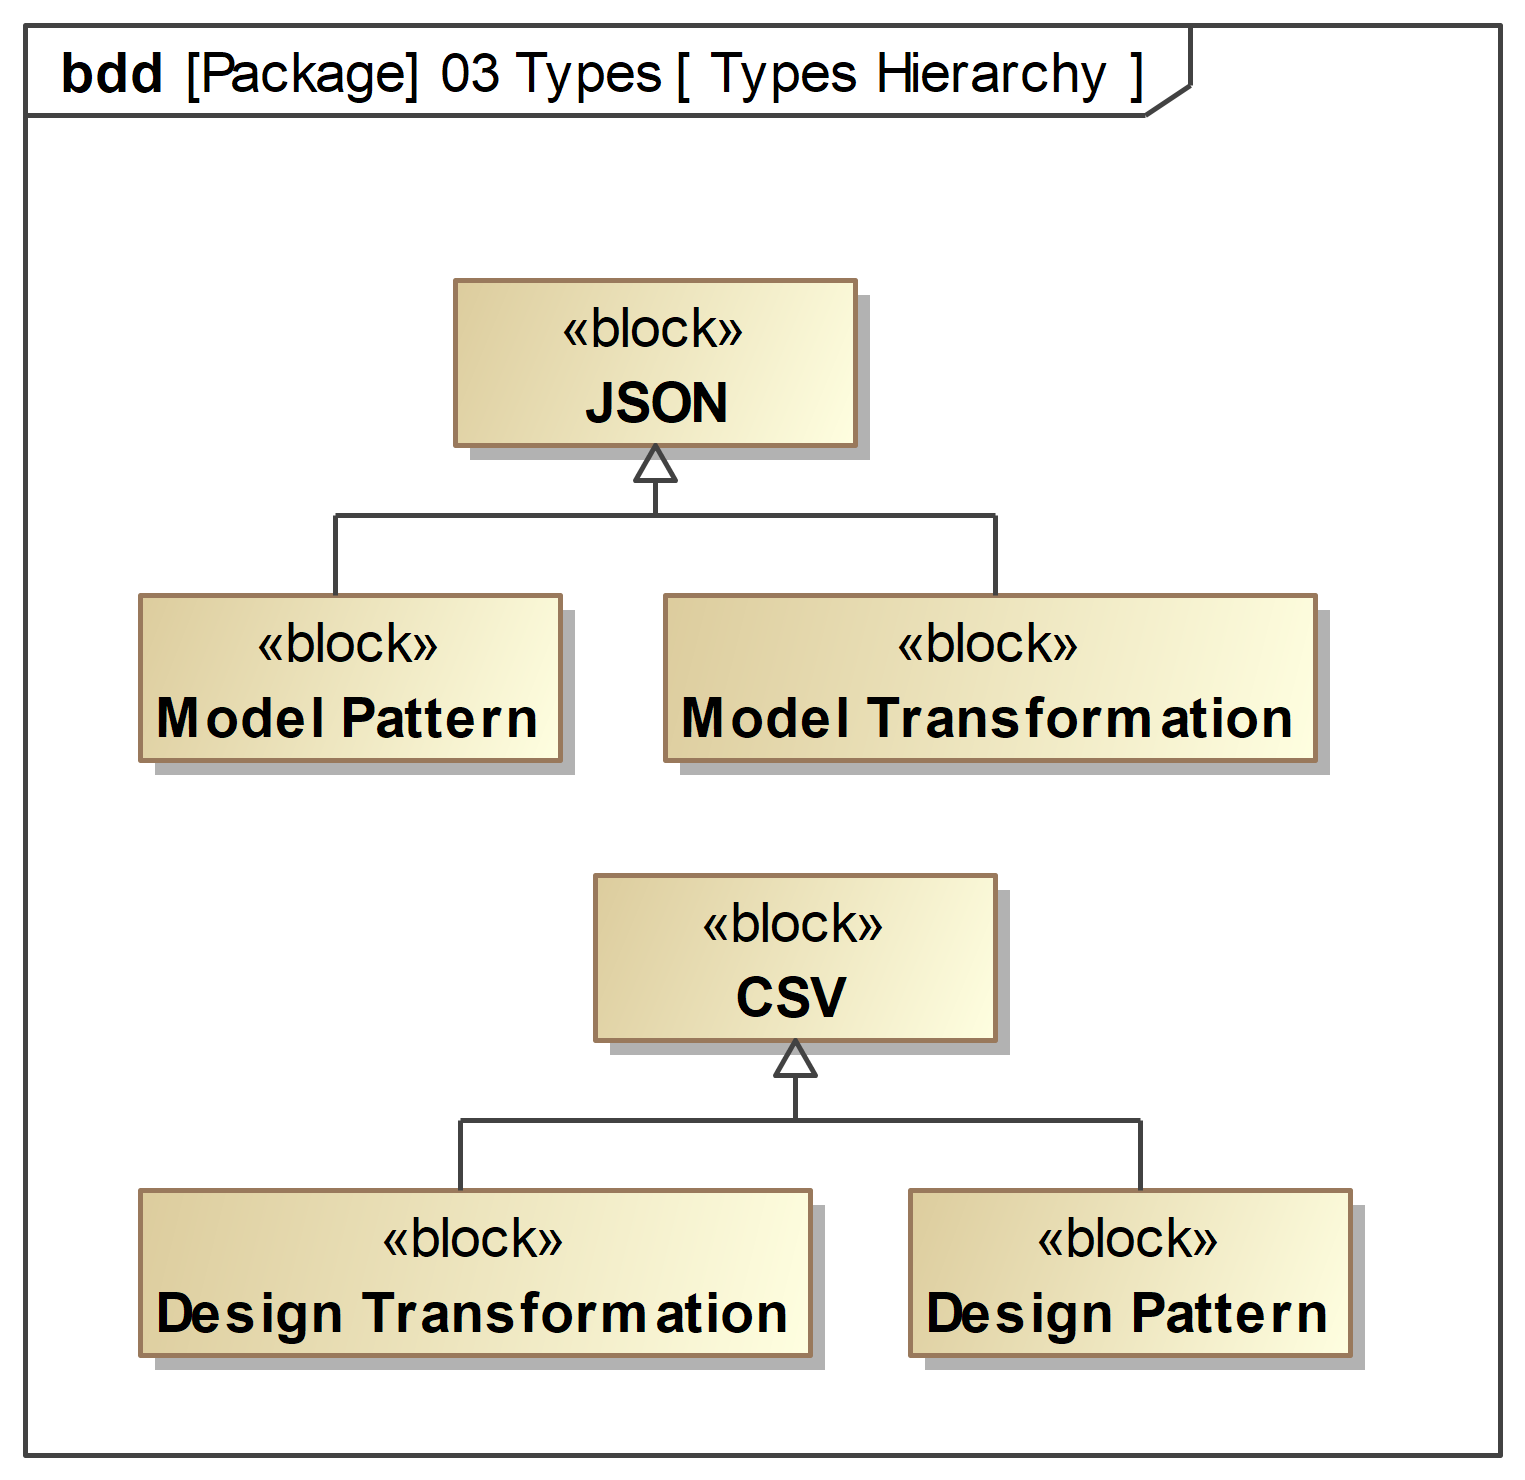 bdd [Package] 03 Types [ Types Hierarchy ]
«block»
JSON
«block»
Model Pattern
«block»
Model Transformation
«block»
CSV
«block»
Design Transformation
«block»
Design Pattern